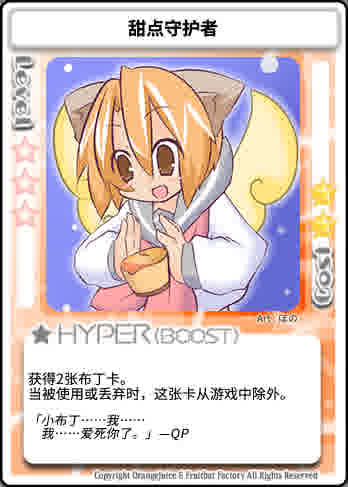 甜点守护者
Level
Cost
Art: ぽの
HYPER(BOOST)
获得2张布丁卡。
当被使用或丢弃时，这张卡从游戏中除外。
「小布丁……我……
我……爱死你了。」—QP
Copyright OrangeJuice & Fruitbat Factory All Rights Reserved